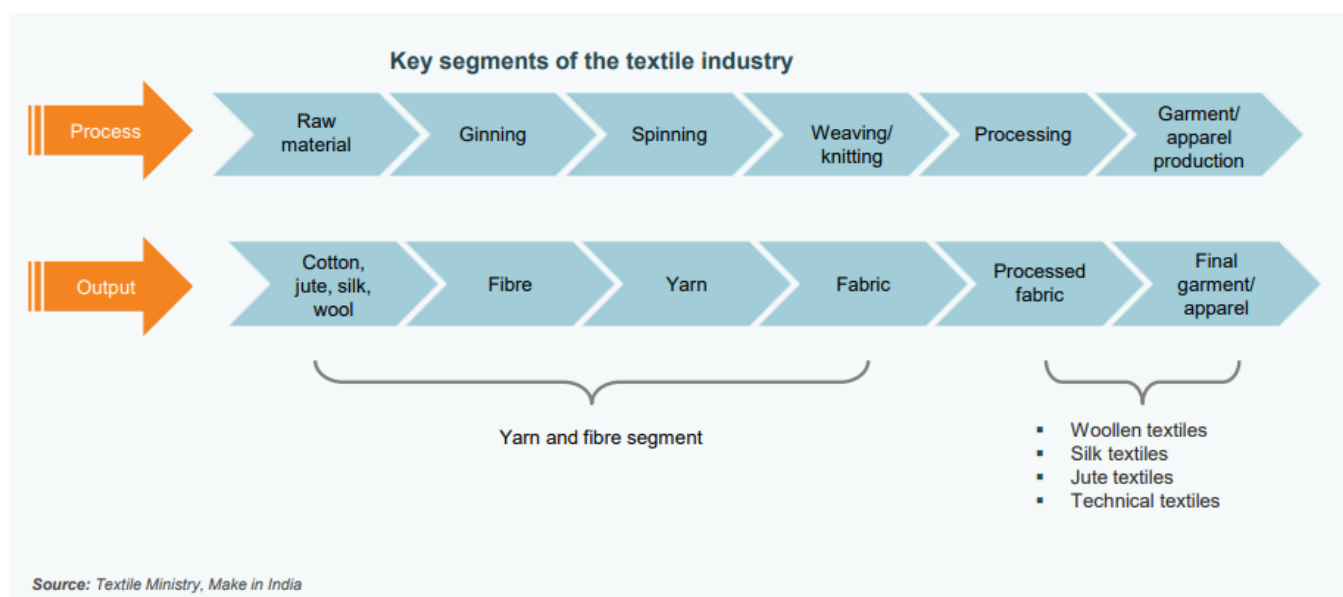 Key segments of the textile industry
Process
Raw
material
Ginning
Spinning
Weaving/
knitting
Processing
Garment/
apparel
production
Output
Cotton,
jute, silk,
wool
Fibre
Yarn
Fabric
Processed
fabric
Final
garment/
apparel
Yarn and fibre segment
▪ Woollen textiles
▪ Silk textiles
▪ Jute textiles
▪ Technical textiles
Source: Textile Ministry, Make in India